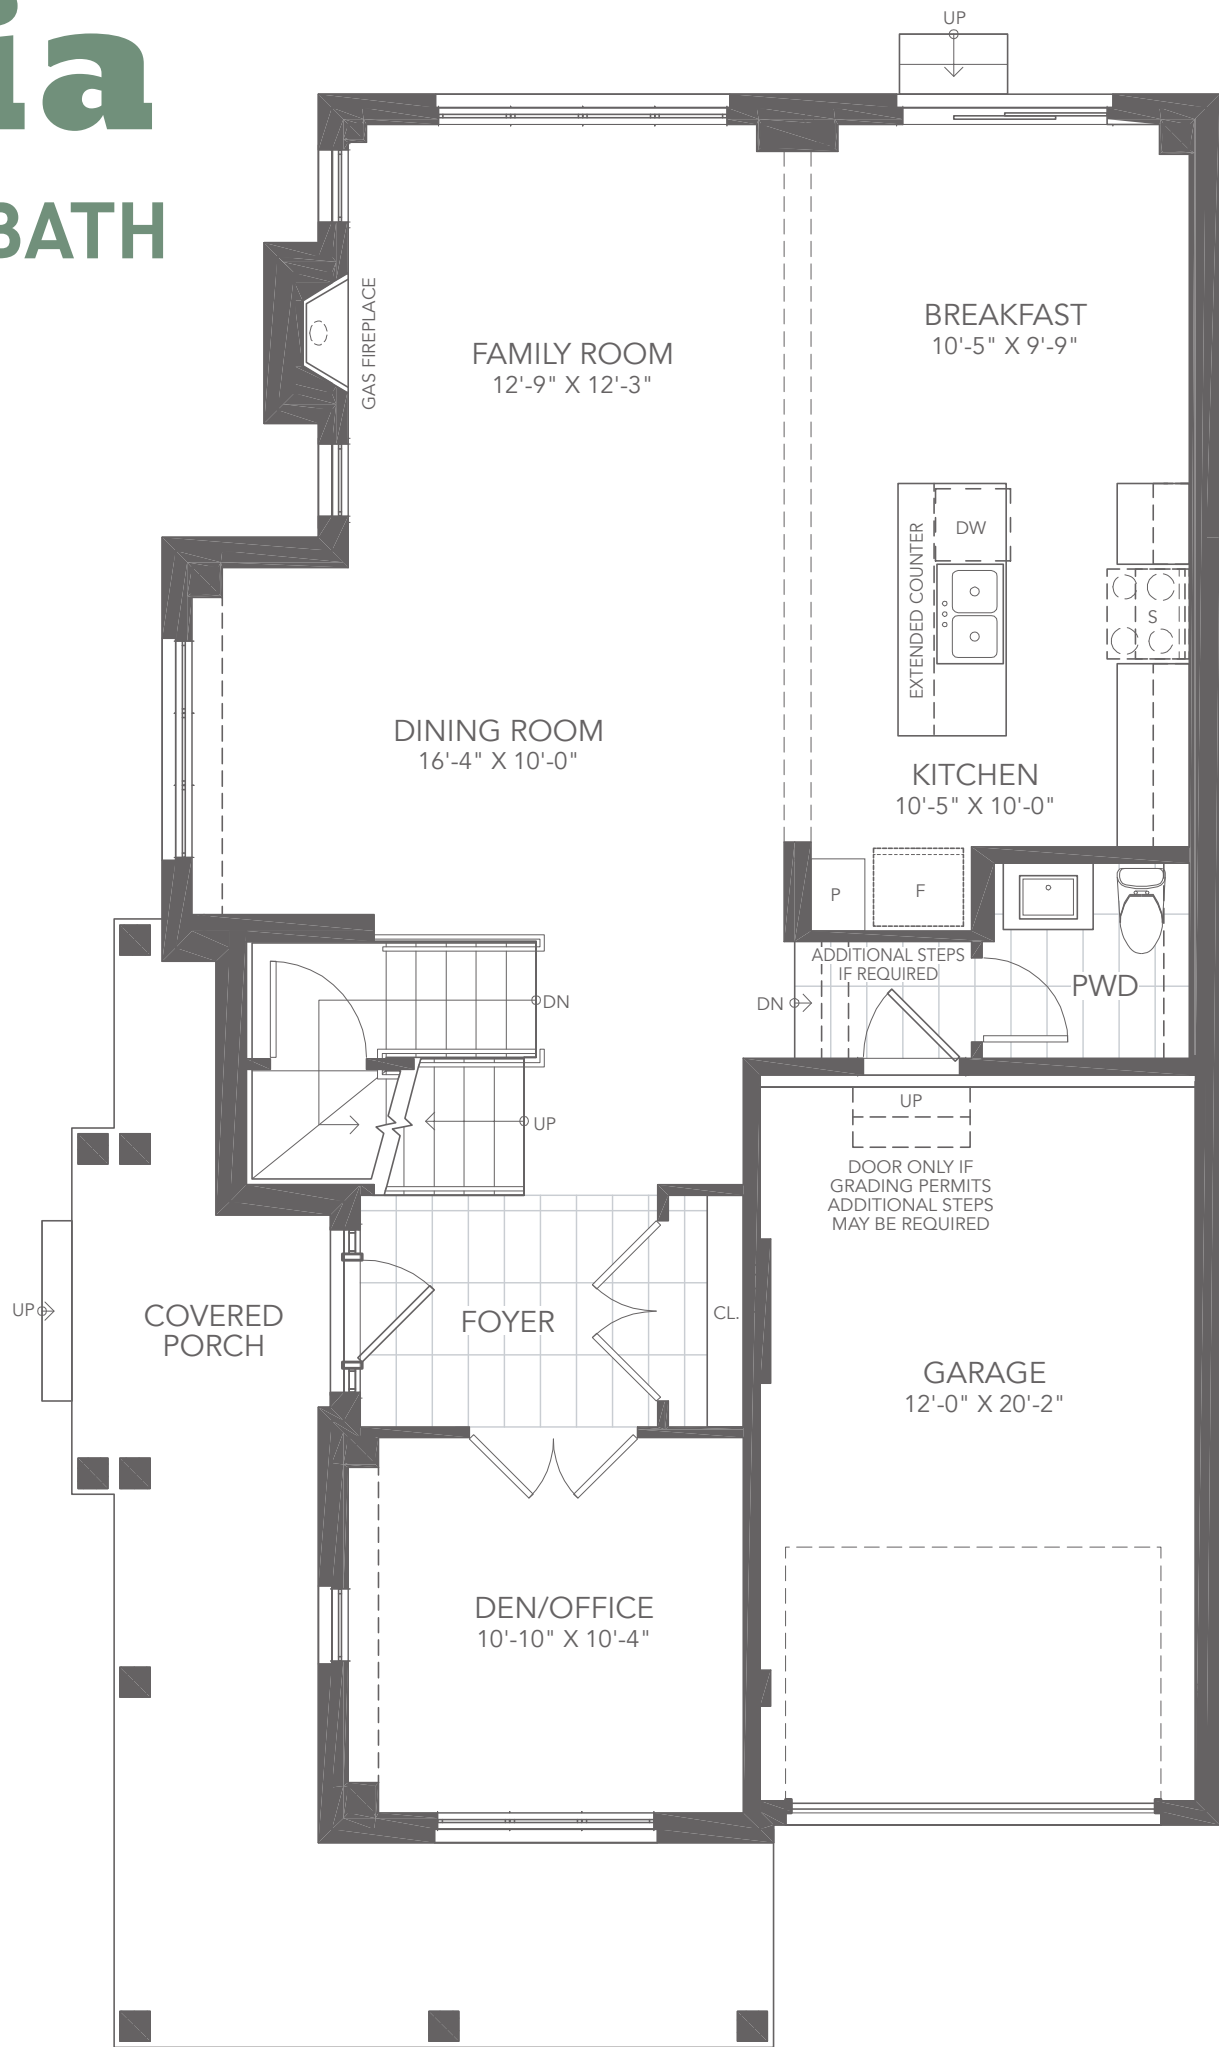 ia
BATH
UP
GAS FIREPLACE
FAMILY ROOM
12'-9" X 12'-3"
BREAKFAST
10'-5" X 9'-9"
EXTENDED COUNTER
DW
S
DINING ROOM
16'-4" X 10'-0"
KITCHEN
10'-5" X 10'-0"
P
F
ADDITIONAL STEPS
IF REQUIRED
PWD
DN
DN
UP
UP
DOOR ONLY IF
GRADING PERMITS
ADDITIONAL STEPS
MAY BE REQUIRED
UP
COVERED
PORCH
FOYER
CL.
GARAGE
12'-0" X 20'-2"
DEN/OFFICE
10'-10" X 10'-4"